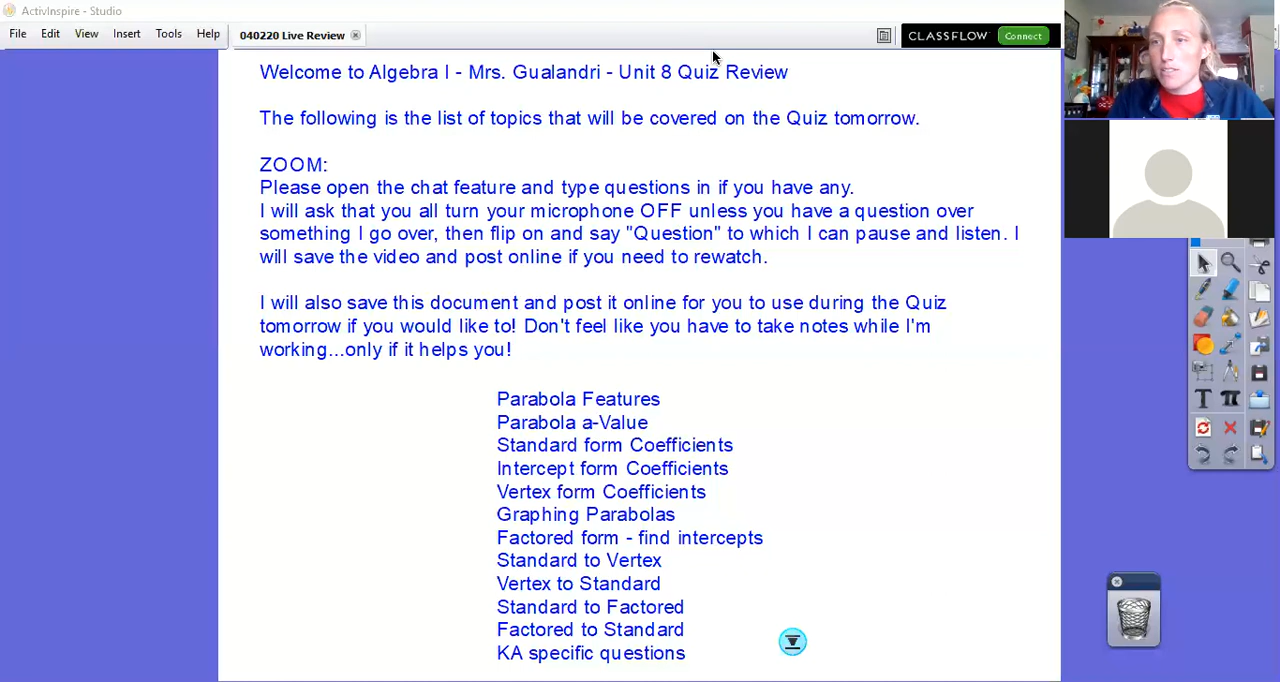 ActivInspire - Studio
File Edit View Insert Tools Help 040220 Live Review CLASSFLOW Connect
Welcome to Algebra I - Mrs. Gualandri - Unit 8 Quiz Review
The following is the list of topics that will be covered on the Quiz tomorrow.
ZOOM:
Please open the chat feature and type questions in if you have any.
I will ask that you all turn your microphone OFF unless you have a question over
something I go over, then flip on and say "Question" to which I can pause and listen. I
will save the video and post online if you need to rewatch.
I will also save this document and post it online for you to use during the Quiz
tomorrow if you would like to! Don't feel like you have to take notes while I'm
working...only if it helps you!
Parabola Features
Parabola a-Value
Standard form Coefficients
Intercept form Coefficients
Vertex form Coefficients
Graphing Parabolas
Factored form - find intercepts
Standard to Vertex
Vertex to Standard
Standard to Factored
Factored to Standard
KA specific questions